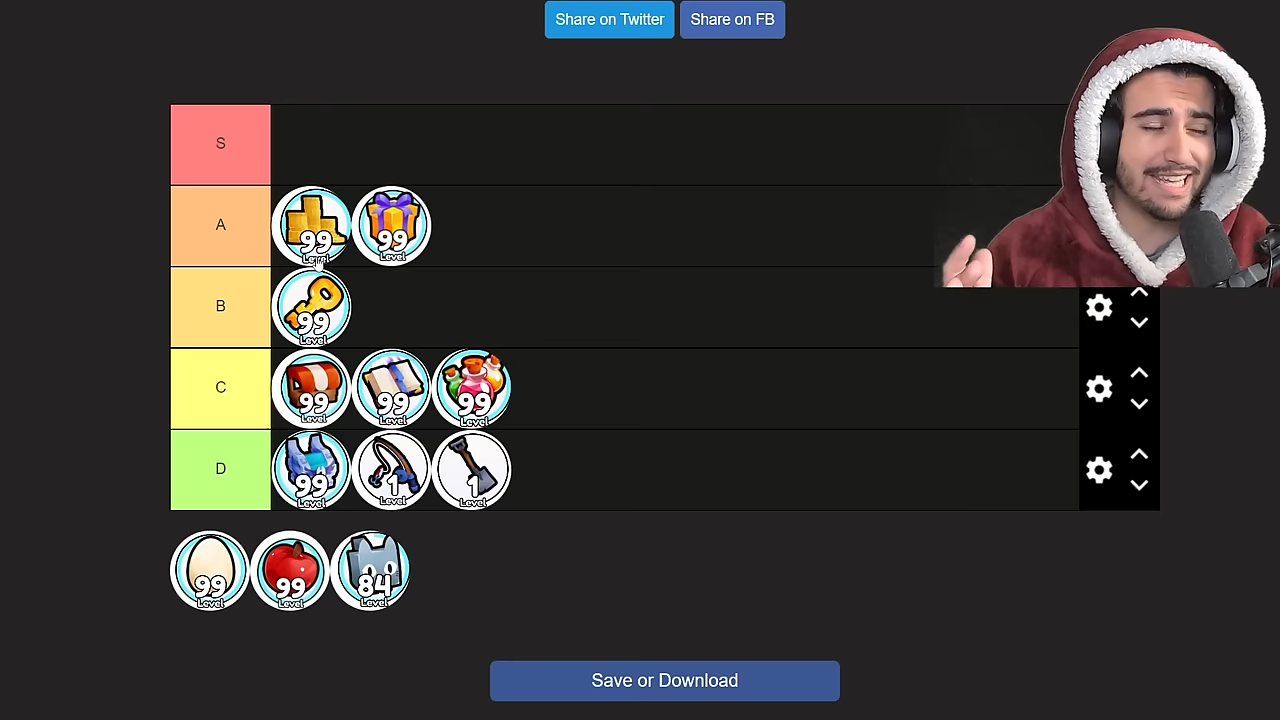 Share on Twitter Share on FB
S
A 99 Level 99 Level
B 99 Level
C 99 Level 99 Level 99 Level
D 99 Level 1 Level 1 Level
99 Level 99 Level 84 Level
Save or Download